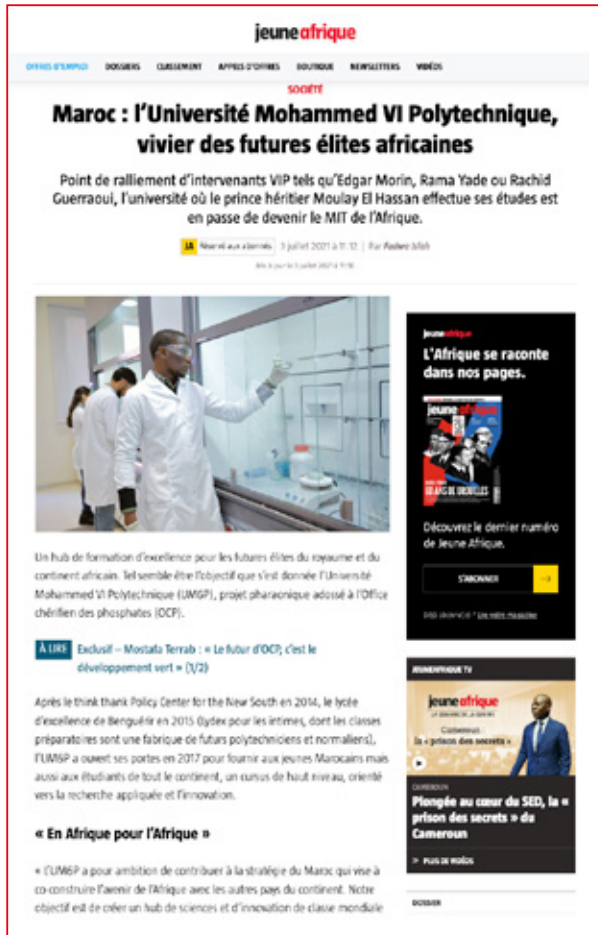 jeune afrique
OFFRES D'EMPLOI DOSSIERS CLASSEMENT APPELS D'OFFRES BOUTIQUE NEWSLETTERS VIDÉOS
SOCIÉTÉ
Maroc : l'Université Mohammed VI Polytechnique,
vivier des futures élites africaines
Point de ralliement d'intervenants VIP tels qu'Edgar Morin, Rama Yade ou Rachid
Guerraoui, l'université où le prince héritier Moulay El Hassan effectue ses études est
en passe de devenir le MIT de l'Afrique.
JA Réservé aux abonnés 3 juillet 2021 à 11:12 | Par
Un hub de formation d'excellence pour les futures élites du royaume et du
continent africain. Tel semble être l'objectif que s'est donnée l'Université
Mohammed VI Polytechnique (UM6P), projet pharaonique adossé à l'Office
chérifien des phosphates (OCP).
À LIRE Exclusif – Mostafa Terrab : « Le futur d'OCP, c'est le
développement vert » (1/2)
Après le think thank Policy Center for the New South en 2014, le lycée
d'excellence de Benguérir en 2015 (Lydex pour les intimes, dont les classes
préparatoires sont une fabrique de futurs polytechniciens et normaliens),
l'UM6P a ouvert ses portes en 2017 pour fournir aux jeunes Marocains mais
aussi aux étudiants de tout le continent, un cursus de haut niveau, orienté
vers la recherche appliquée et l'innovation.
« En Afrique pour l'Afrique »
« L'UM6P a pour ambition de contribuer à la stratégie du Maroc qui vise à
co-construire l'avenir de l'Afrique avec les autres pays du continent. Notre
objectif est de créer un hub de sciences et d'innovation de classe mondiale
jeune afrique
L'Afrique se raconte
dans nos pages.
jeune afrique
Découvrez le dernier numéro
de Jeune Afrique.
S'ABONNER →
JEUNE AFRIQUE TV
jeune afrique
Cameroun :
la « prison des secrets »
CAMEROUN
Plongée au cœur du SED, la «
prison des secrets » du
Cameroun
> PLUS DE VIDÉOS
DOSSIER